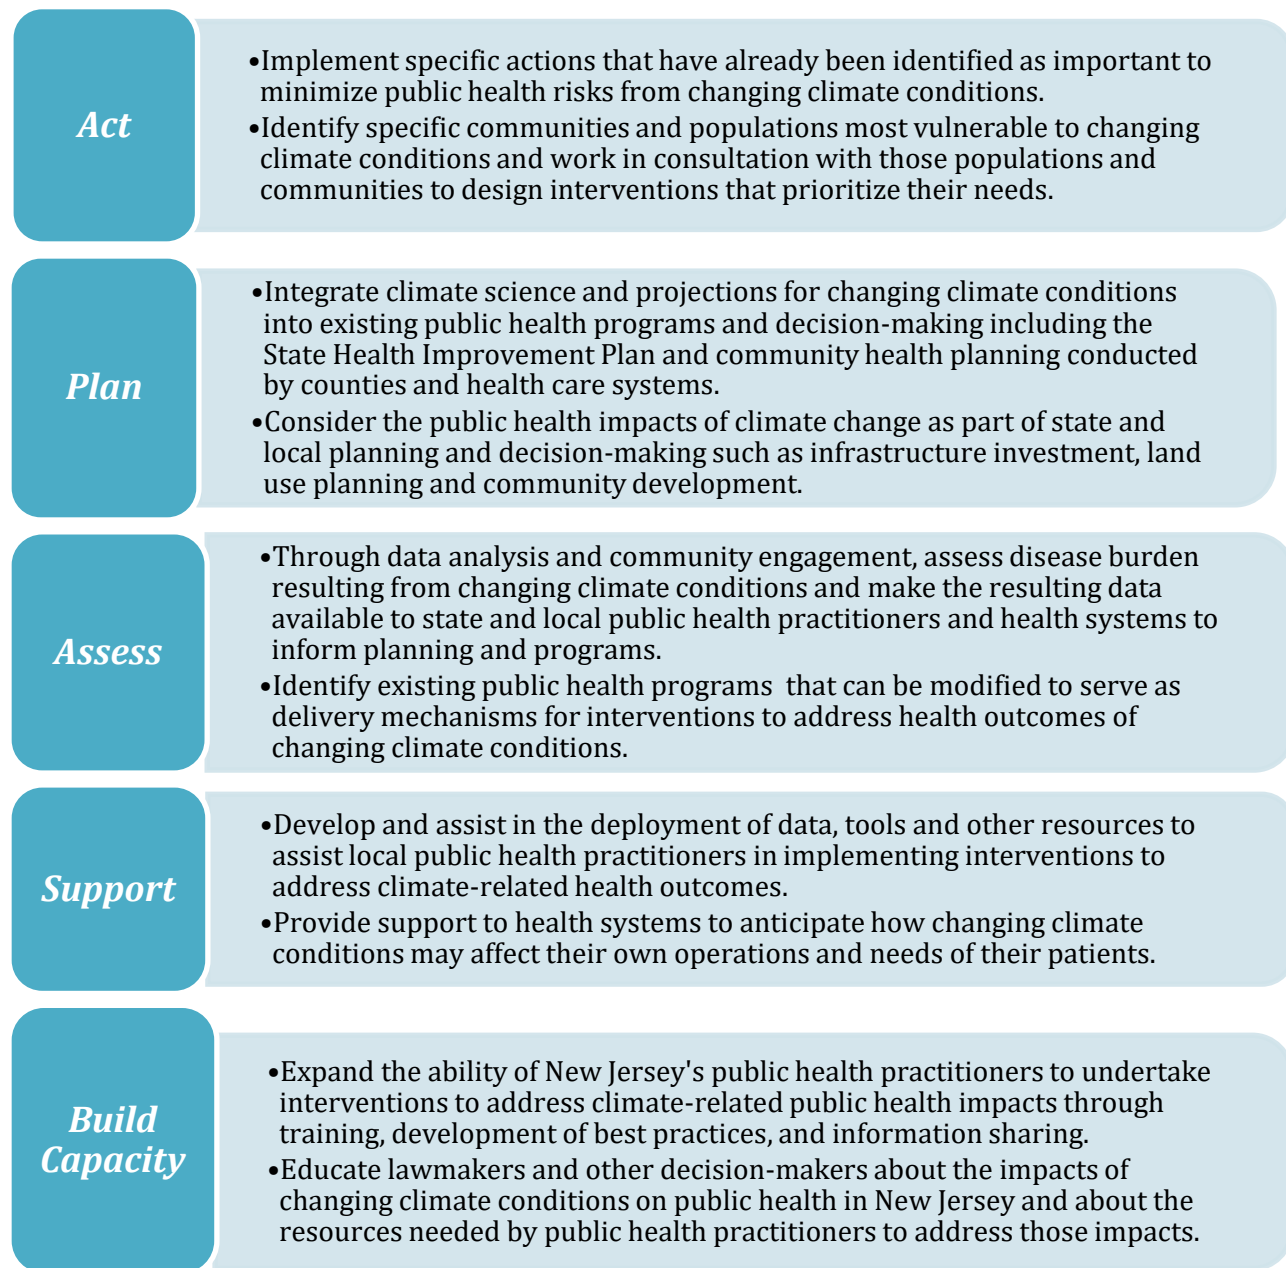 Act
•Implement specific actions that have already been identified as important to
minimize public health risks from changing climate conditions.
•Identify specific communities and populations most vulnerable to changing
climate conditions and work in consultation with those populations and
communities to design interventions that prioritize their needs.
Plan
•Integrate climate science and projections for changing climate conditions
into existing public health programs and decision-making including the
State Health Improvement Plan and community health planning conducted
by counties and health care systems.
•Consider the public health impacts of climate change as part of state and
local planning and decision-making such as infrastructure investment, land
use planning and community development.
Assess
•Through data analysis and community engagement, assess disease burden
resulting from changing climate conditions and make the resulting data
available to state and local public health practitioners and health systems to
inform planning and programs.
•Identify existing public health programs  that can be modified to serve as
delivery mechanisms for interventions to address health outcomes of
changing climate conditions.
Support
•Develop and assist in the deployment of data, tools and other resources to
assist local public health practitioners in implementing interventions to
address climate-related health outcomes.
•Provide support to health systems to anticipate how changing climate
conditions may affect their own operations and needs of their patients.
Build
Capacity
•Expand the ability of New Jersey's public health practitioners to undertake
interventions to address climate-related public health impacts through
training, development of best practices, and information sharing.
•Educate lawmakers and other decision-makers about the impacts of
changing climate conditions on public health in New Jersey and about the
resources needed by public health practitioners to address those impacts.